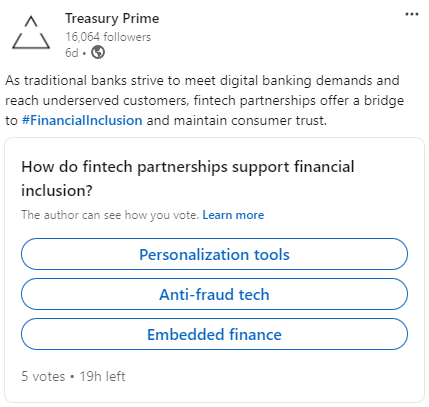 Treasury Prime
16,064 followers
6d •
As traditional banks strive to meet digital banking demands and
reach underserved customers, fintech partnerships offer a bridge
to #FinancialInclusion and maintain consumer trust.
How do fintech partnerships support financial
inclusion?
The author can see how you vote. Learn more
Personalization tools
Anti-fraud tech
Embedded finance
5 votes • 19h left